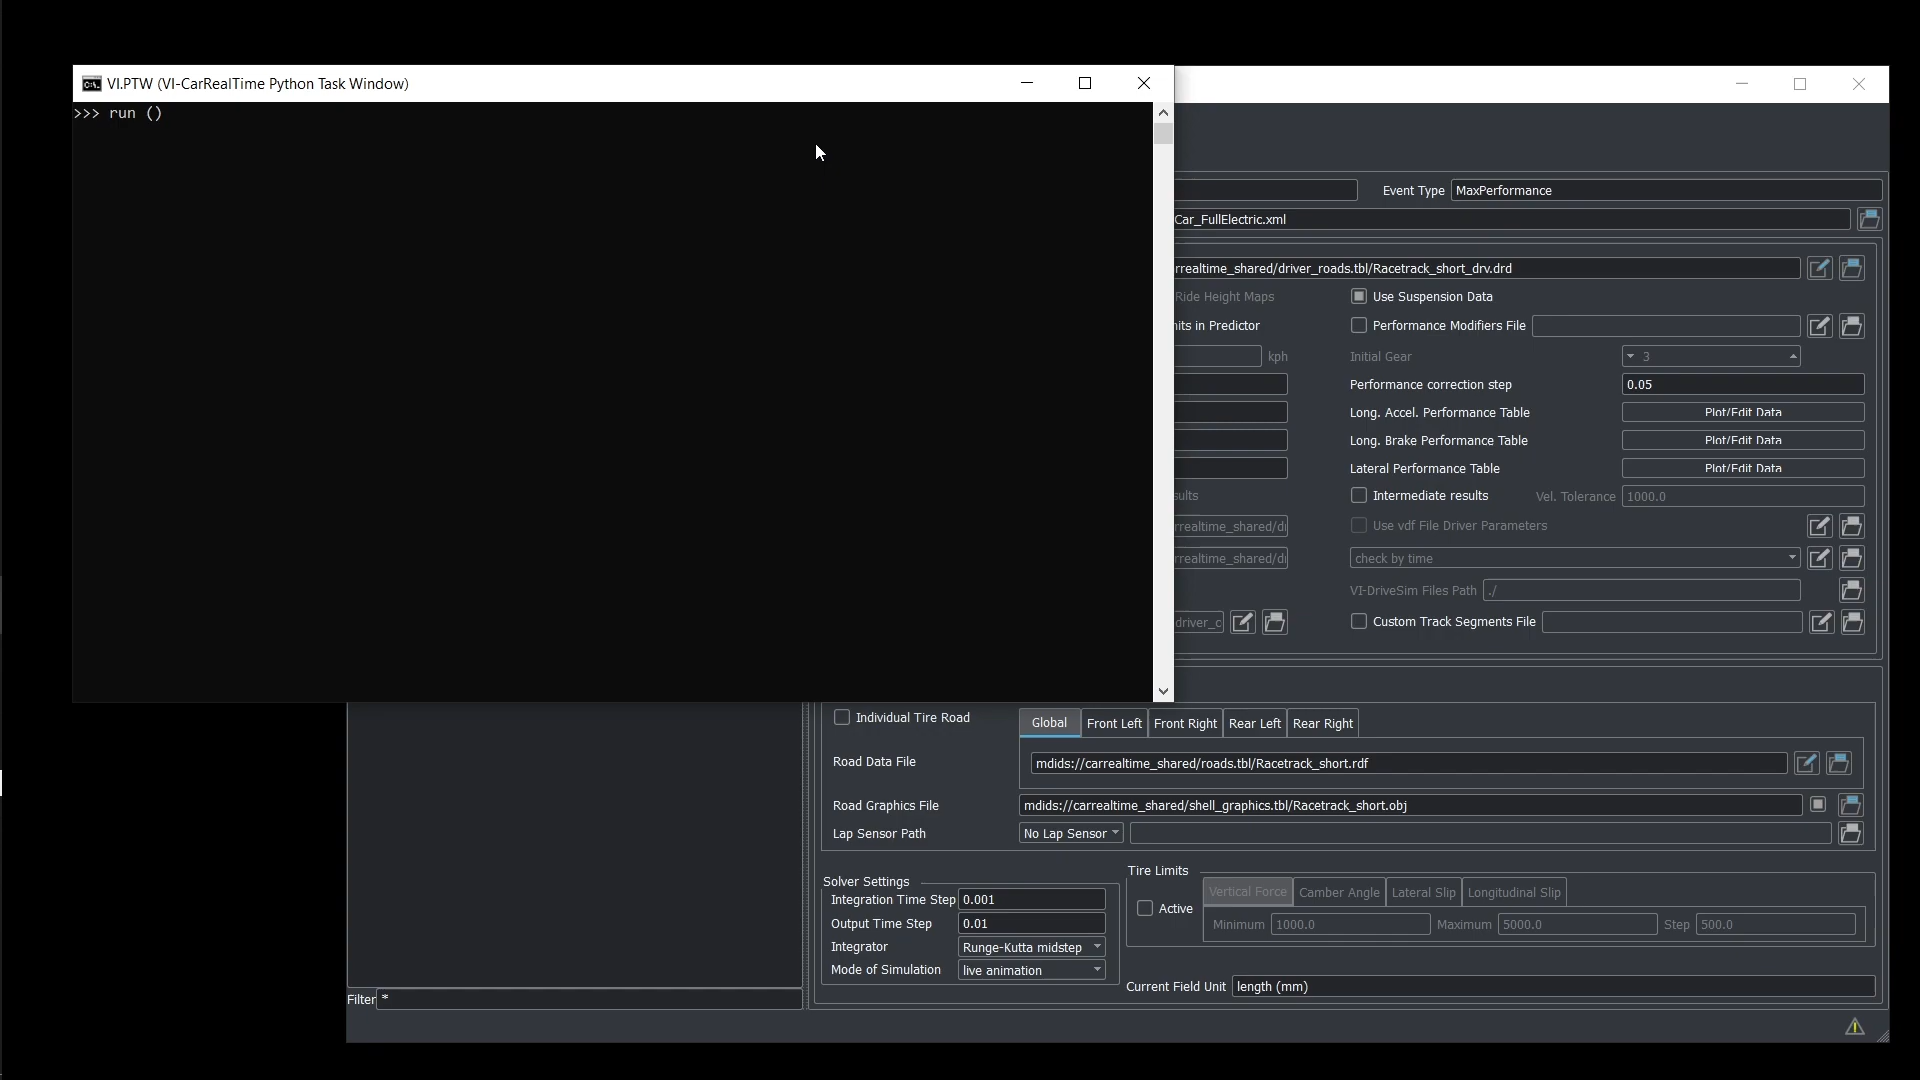 VI.PTW (VI-CarRealTime Python Task Window)
>>> run ()
Event Type MaxPerformance
Car_FullElectric.xml
rrealtime_shared/driver_roads.tbl/Racetrack_short_drv.drd
Ride Height Maps Use Suspension Data
in Predictor Performance Modifiers File
kph Initial Gear 3
Performance correction step 0.05
Long. Accel. Performance Table Plot/Edit Data
Long. Brake Performance Table Plot/Edit Data
Lateral Performance Table Plot/Edit Data
sults Intermediate results Vel. Tolerance 1000.0
rrealtime_shared/di Use vdf File Driver Parameters
rrealtime_shared/di check by time
VI-DriveSim Files Path ./
driver_c Custom Track Segments File
Individual Tire Road Global Front Left Front Right Rear Left Rear Right
Road Data File mdids://carrealtime_shared/roads.tbl/Racetrack_short.rdf
Road Graphics File mdids://carrealtime_shared/shell_graphics.tbl/Racetrack_short.obj
Lap Sensor Path No Lap Sensor
Solver Settings
Integration Time Step 0.001
Output Time Step 0.01
Integrator Runge-Kutta midstep
Mode of Simulation live animation
Tire Limits
Active Vertical Force Camber Angle Lateral Slip Longitudinal Slip
Minimum 1000.0 Maximum 5000.0 Step 500.0
Current Field Unit length (mm)
Filter *